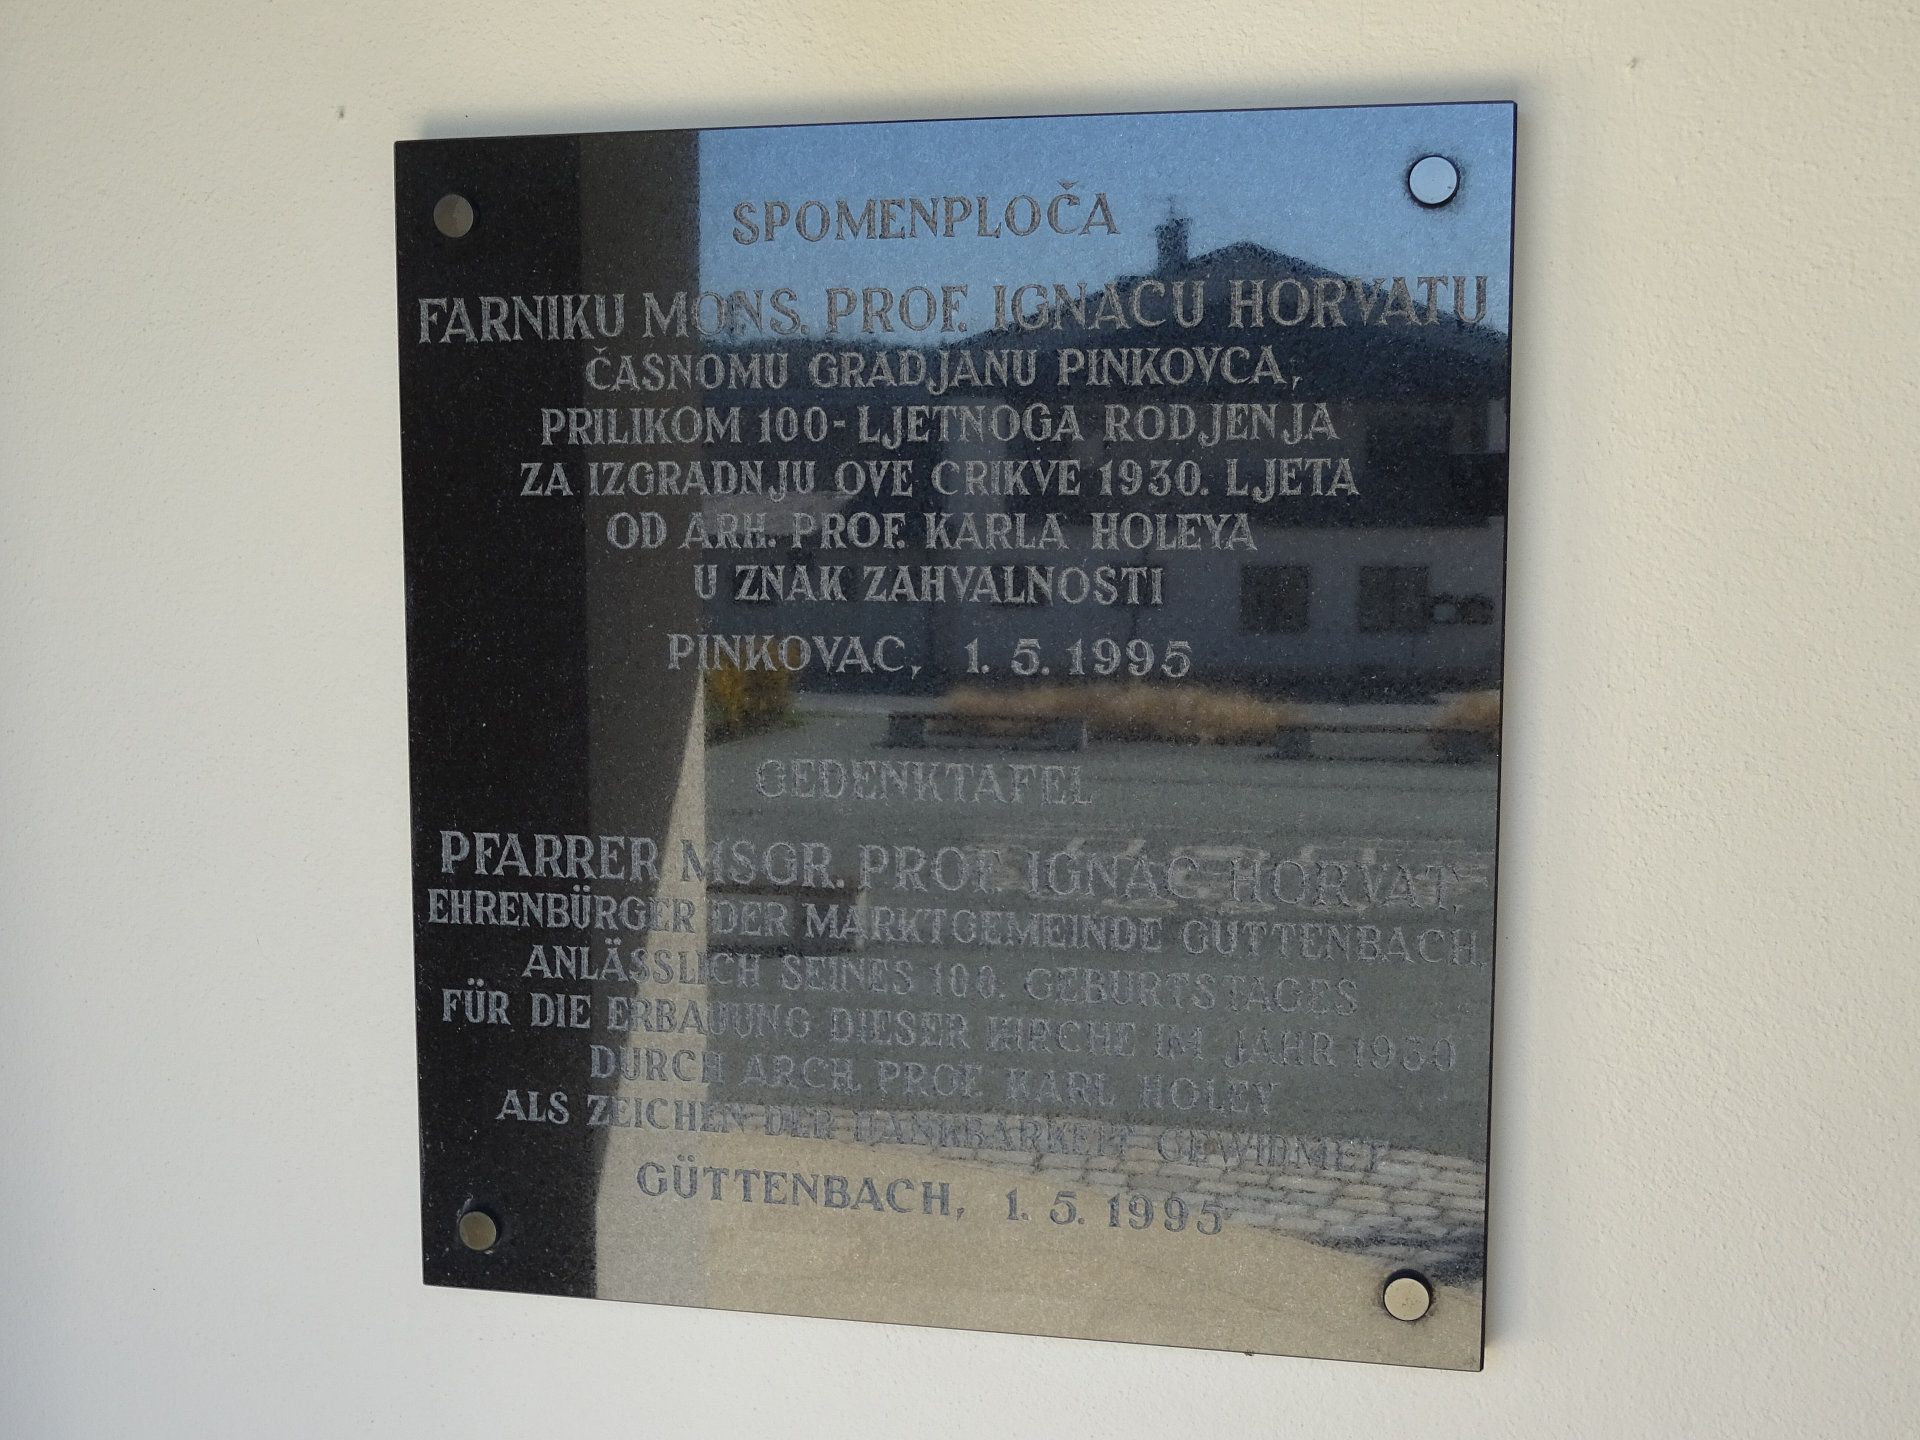 SPOMENPLOČA
FARNIKU MONS. PROF. IGNACU HORVATU
ČASNOMU GRADJANU PINKOVCA,
PRILIKOM 100-LJETNOGA RODJENJA
ZA IZGRADNJU OVE CRIKVE 1930. LJETA
OD ARH. PROF. KARLA HOLEYA
U ZNAK ZAHVALNOSTI
PINKOVAC, 1. 5. 1995
GEDENKTAFEL
PFARRER MSGR. PROF. IGNAC HORVAT,
EHRENBÜRGER DER MARKTGEMEINDE GÜTTENBACH,
ANLÄSSLICH SEINES 100. GEBURTSTAGES
FÜR DIE ERBAUUNG DIESER KIRCHE IM JAHR 1930
DURCH ARCH. PROF. KARL HOLEY
ALS ZEICHEN DER DANKBARKEIT GEWIDMET
GÜTTENBACH, 1. 5. 1995